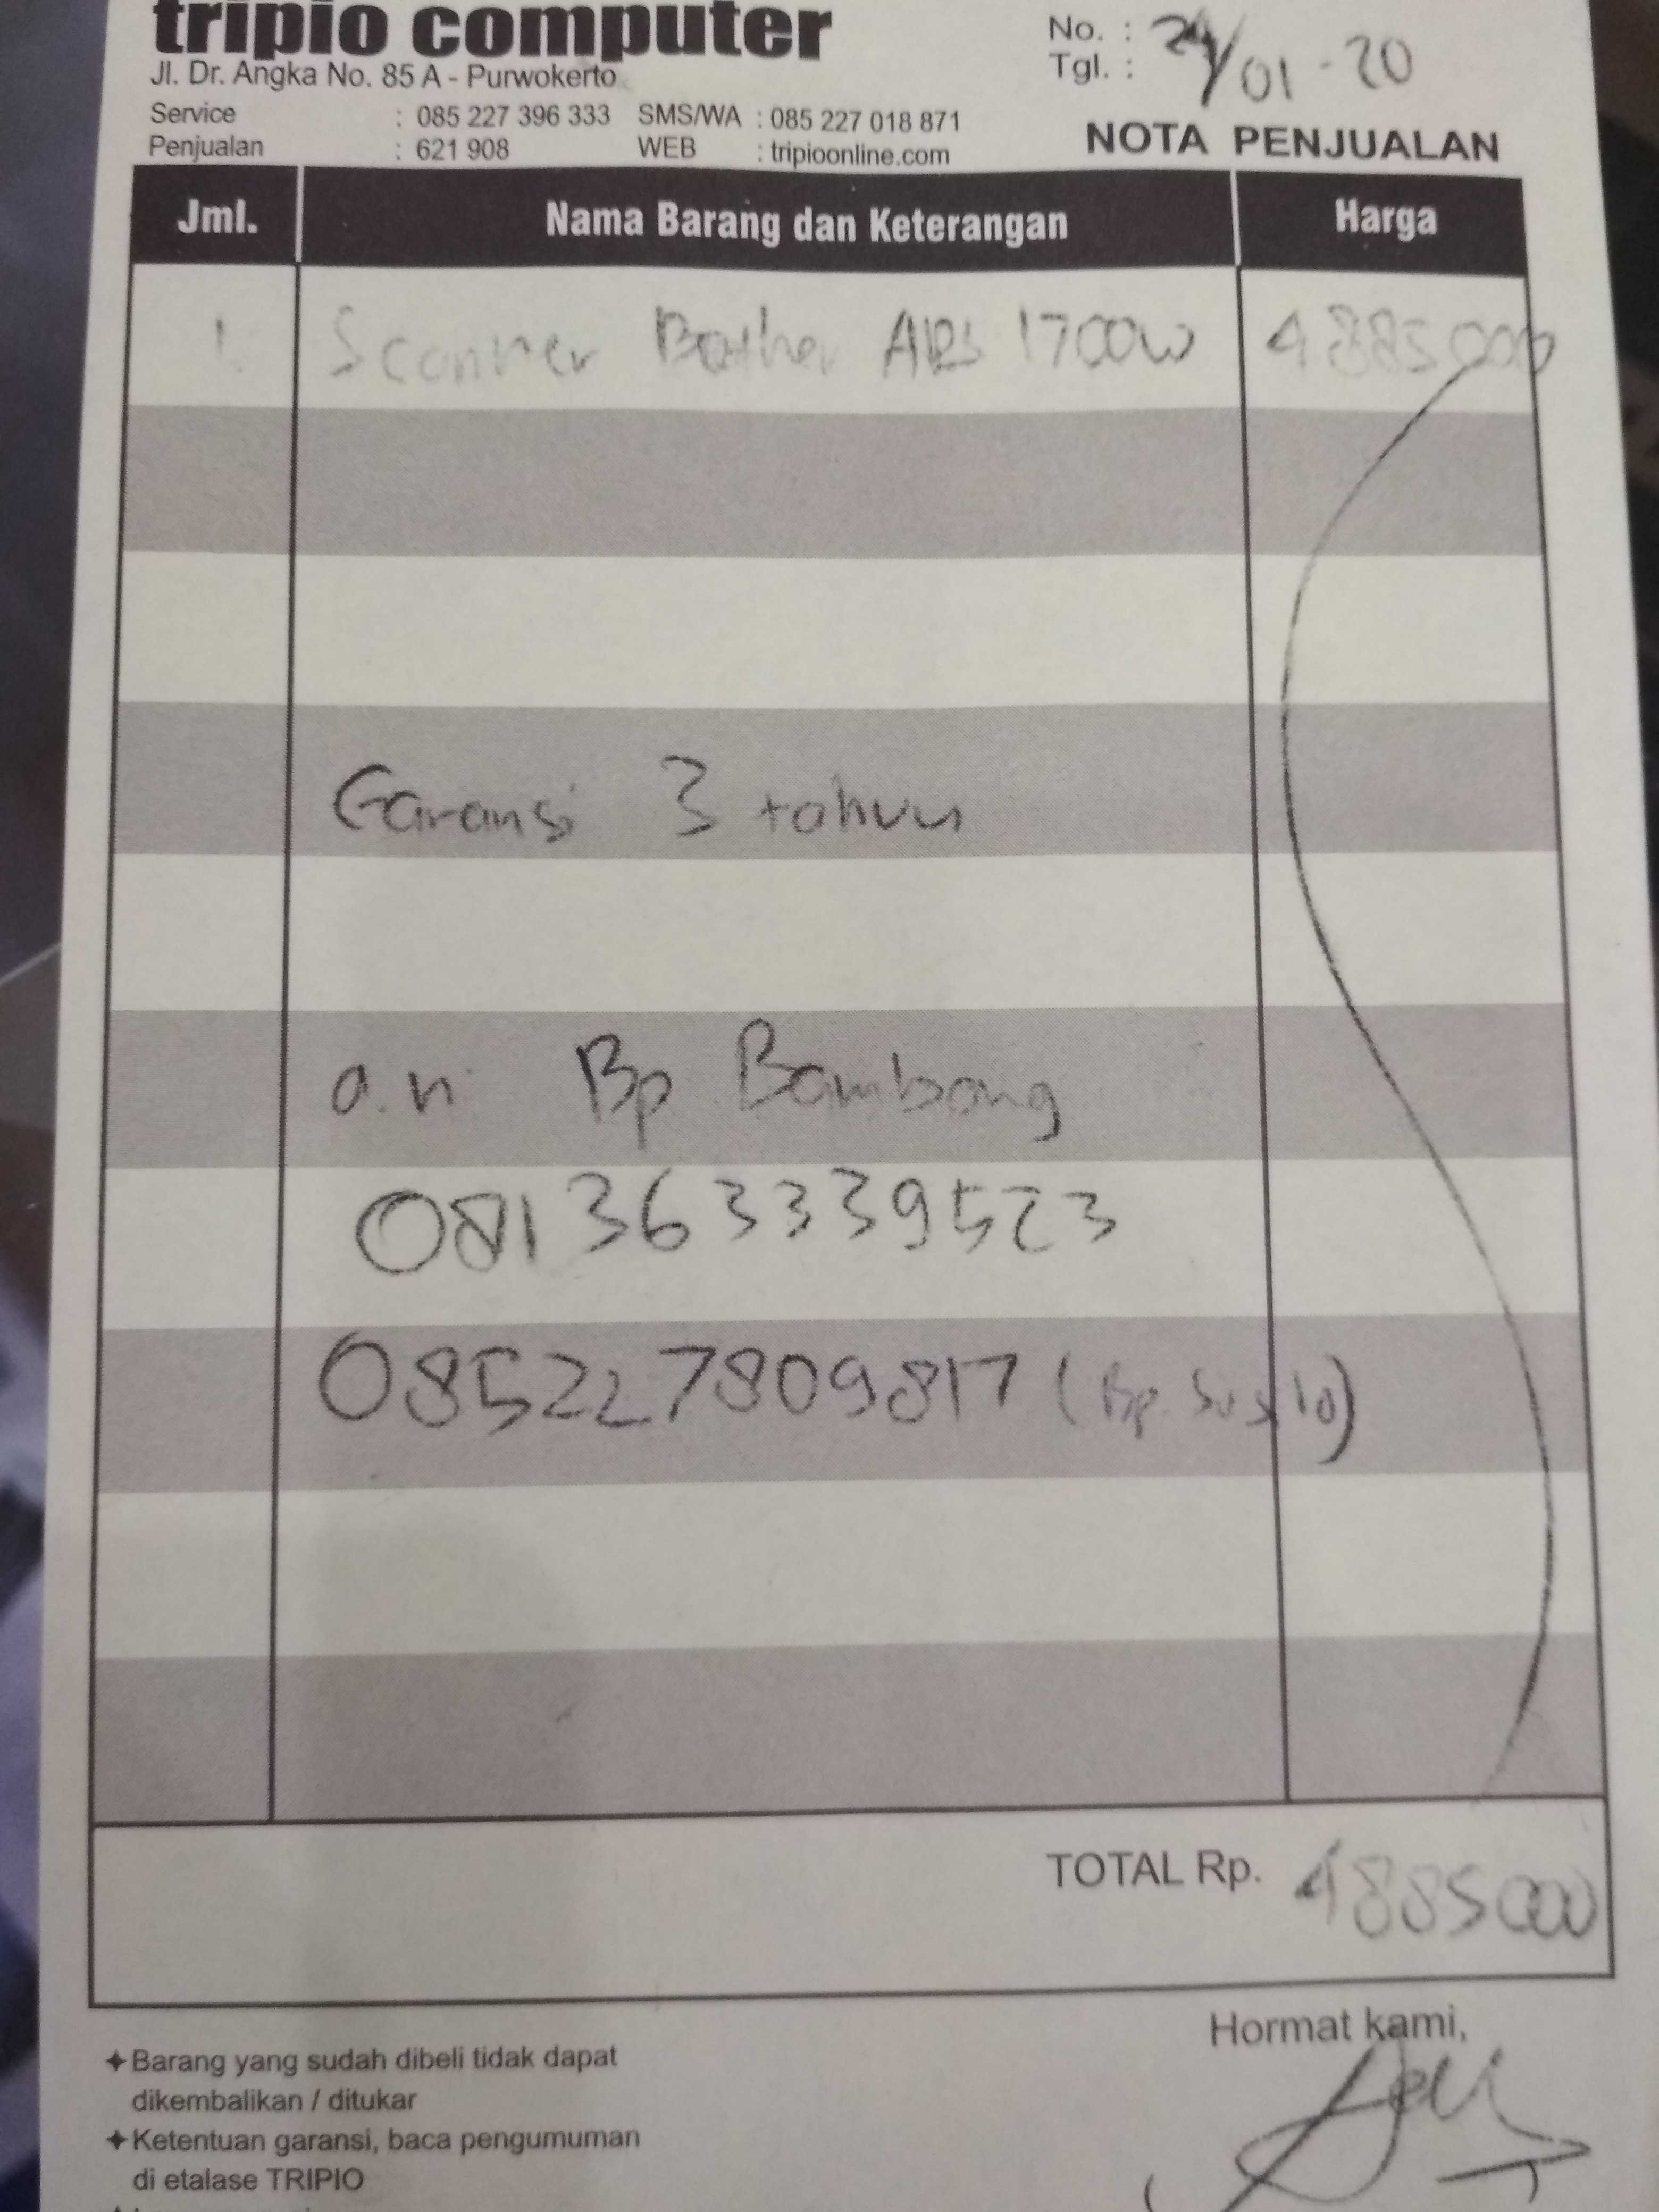 tripio computer
Jl. Dr. Angka No. 85 A - Purwokerto
Service : 085 227 396 333 SMS/WA : 085 227 018 871
Penjualan : 621 908 WEB : tripioonline.com
No. :
Tgl. : 24/01-20
NOTA PENJUALAN
Jml. Nama Barang dan Keterangan Harga
1 Scanner ADS 1700W 4885000
Garansi 3 tahun
a.n. Bp Bambang
081363339523
085227809817 (Bp.
TOTAL Rp. 4885000
Hormat kami,
✦ Barang yang sudah dibeli tidak dapat
dikembalikan / ditukar
✦ Ketentuan garansi, baca pengumuman
di etalase TRIPIO